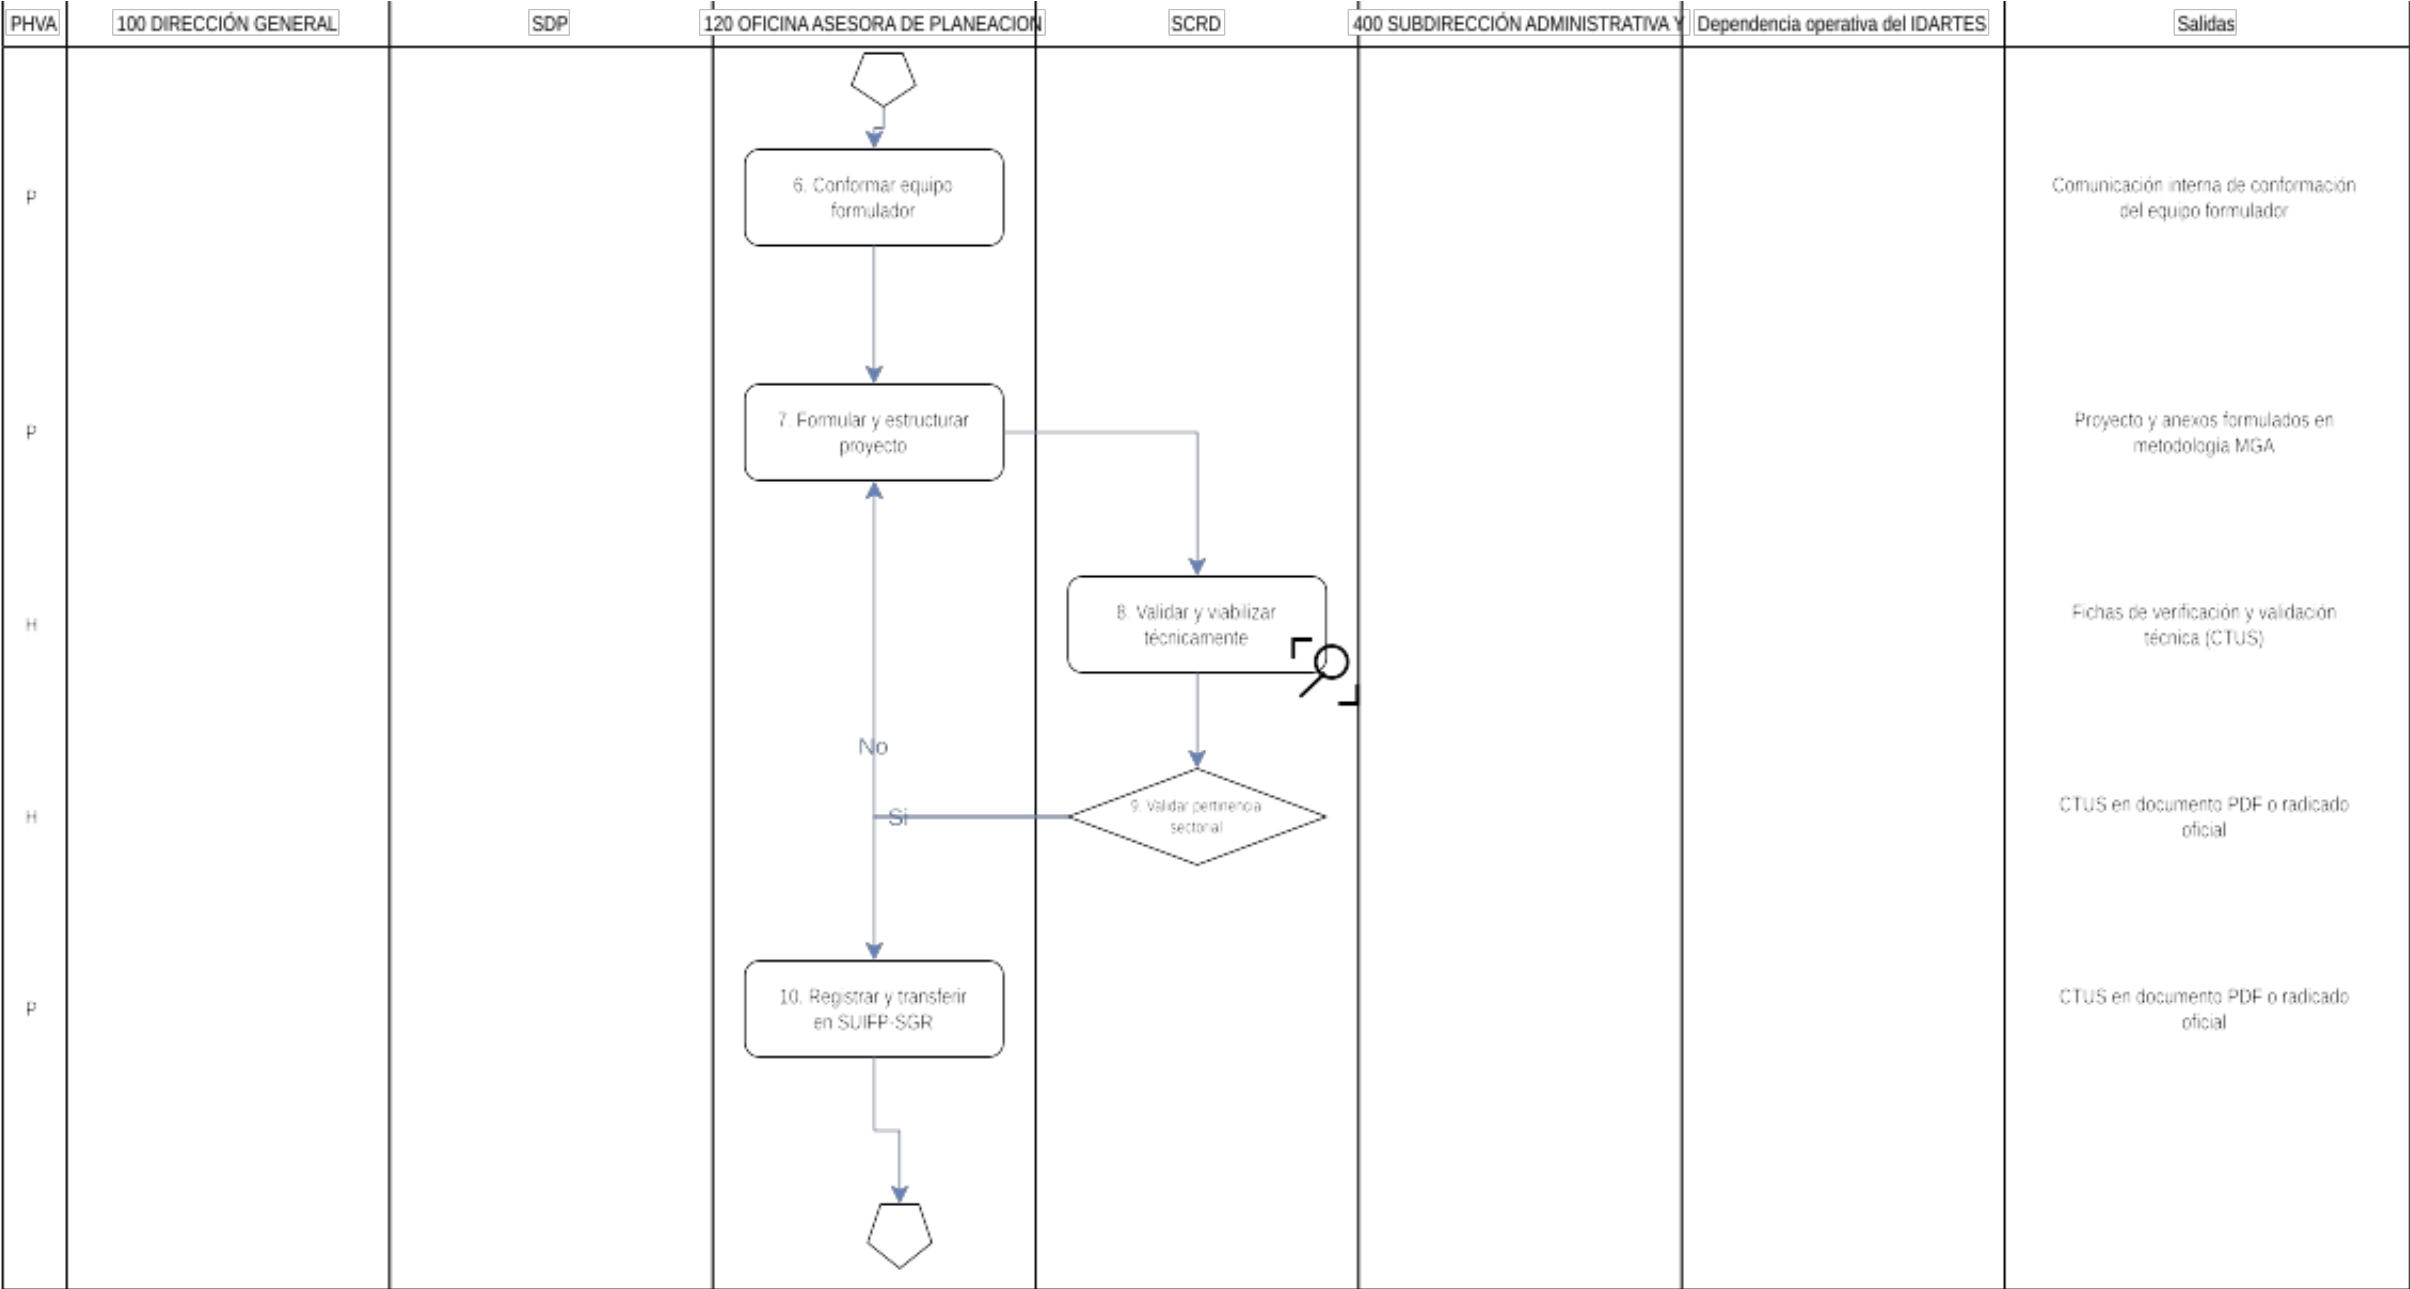 PHVA
100 DIRECCIÓN GENERAL
SDP
120 OFICINA ASESORA DE PLANEACION
SCRD
400 SUBDIRECCIÓN ADMINISTRATIVA Y
Dependencia operativa del IDARTES
Salidas
P
6. Conformar equipo
formulador
Comunicación interna de conformación
del equipo formulador
P
7. Formular y estructurar
proyecto
Proyecto y anexos formulados en
metodología MGA
H
8. Validar y viabilizar
técnicamente
Fichas de verificación y validación
técnica (CTUS)
No
H
Si
9. Validar pertinencia
sectorial
CTUS en documento PDF o radicado
oficial
P
10. Registrar y transferir
en SUIFP-SGR
CTUS en documento PDF o radicado
oficial